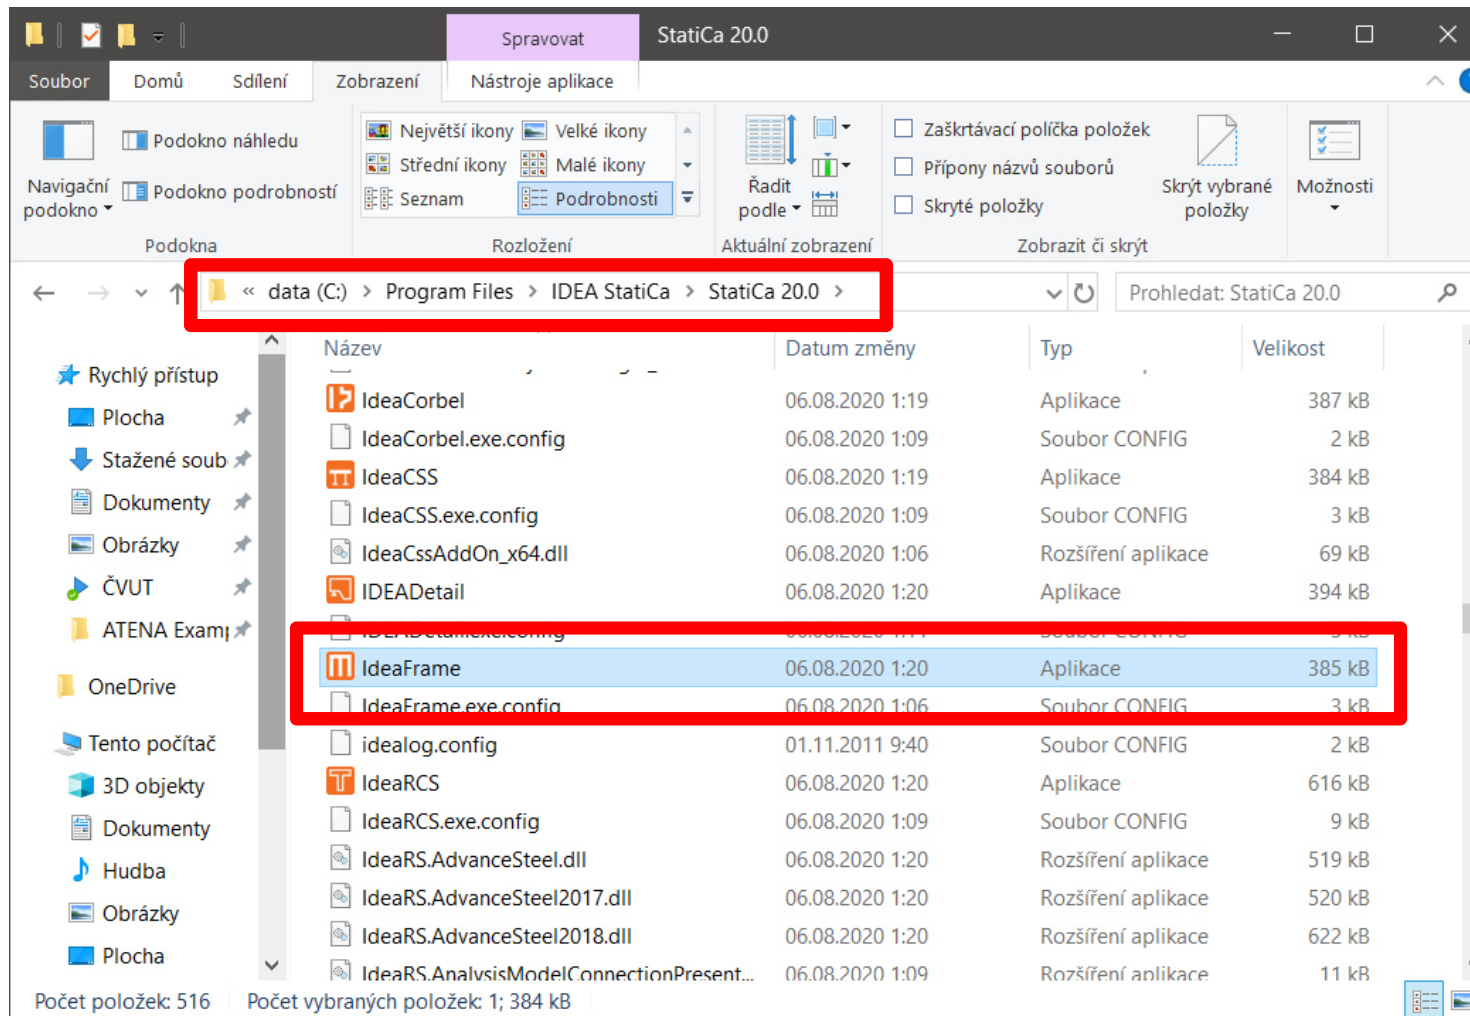 Spravovat StatiCa 20.0
Soubor Domů Sdílení Zobrazení Nástroje aplikace
Navigační podokno
Podokno náhledu
Podokno podrobností
Podokna
Největší ikony Velké ikony
Střední ikony Malé ikony
Seznam Podrobnosti
Rozložení
Řadit podle
Aktuální zobrazení
Zaškrtávací políčka položek
Přípony názvů souborů
Skryté položky
Skrýt vybrané položky
Zobrazit či skrýt
Možnosti
« data (C:) > Program Files > IDEA StatiCa > StatiCa 20.0 >
Prohledat: StatiCa 20.0
Rychlý přístup
Plocha
Stažené soub
Dokumenty
Obrázky
ČVUT
ATENA Examp
OneDrive
Tento počítač
3D objekty
Dokumenty
Hudba
Obrázky
Plocha
Název Datum změny Typ Velikost
IdeaCorbel 06.08.2020 1:19 Aplikace 387 kB
IdeaCorbel.exe.config 06.08.2020 1:09 Soubor CONFIG 2 kB
IdeaCSS 06.08.2020 1:19 Aplikace 384 kB
IdeaCSS.exe.config 06.08.2020 1:09 Soubor CONFIG 3 kB
IdeaCssAddOn_x64.dll 06.08.2020 1:06 Rozšíření aplikace 69 kB
IDEADetail 06.08.2020 1:20 Aplikace 394 kB
IDEADetail.exe.config Soubor CONFIG
IdeaFrame 06.08.2020 1:20 Aplikace 385 kB
IdeaFrame.exe.config 06.08.2020 1:06 Soubor CONFIG 3 kB
idealog.config 01.11.2011 9:40 Soubor CONFIG 2 kB
IdeaRCS 06.08.2020 1:20 Aplikace 616 kB
IdeaRCS.exe.config 06.08.2020 1:09 Soubor CONFIG 9 kB
IdeaRS.AdvanceSteel.dll 06.08.2020 1:20 Rozšíření aplikace 519 kB
IdeaRS.AdvanceSteel2017.dll 06.08.2020 1:20 Rozšíření aplikace 520 kB
IdeaRS.AdvanceSteel2018.dll 06.08.2020 1:20 Rozšíření aplikace 622 kB
IdeaRS.AnalysisModelConnectionPresent... 06.08.2020 1:09 Rozšíření aplikace 11 kB
Počet položek: 516 Počet vybraných položek: 1; 384 kB